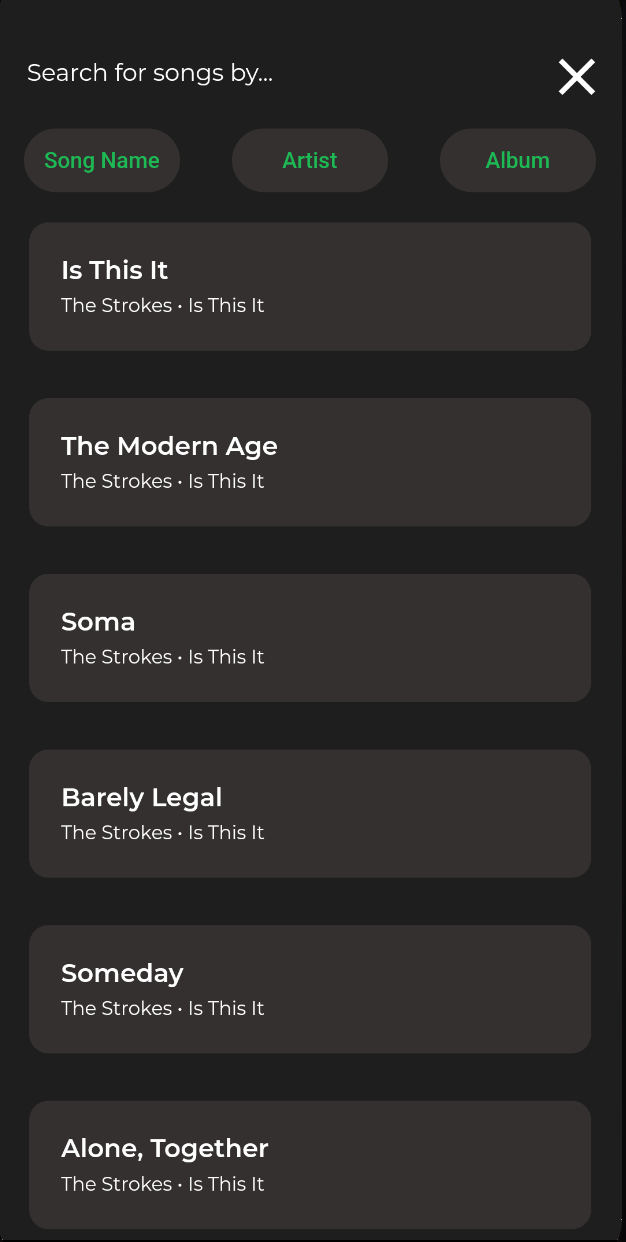 Search for songs by...
Song Name Artist Album
Is This It
The Strokes • Is This It
The Modern Age
The Strokes • Is This It
Soma
The Strokes • Is This It
Barely Legal
The Strokes • Is This It
Someday
The Strokes • Is This It
Alone, Together
The Strokes • Is This It